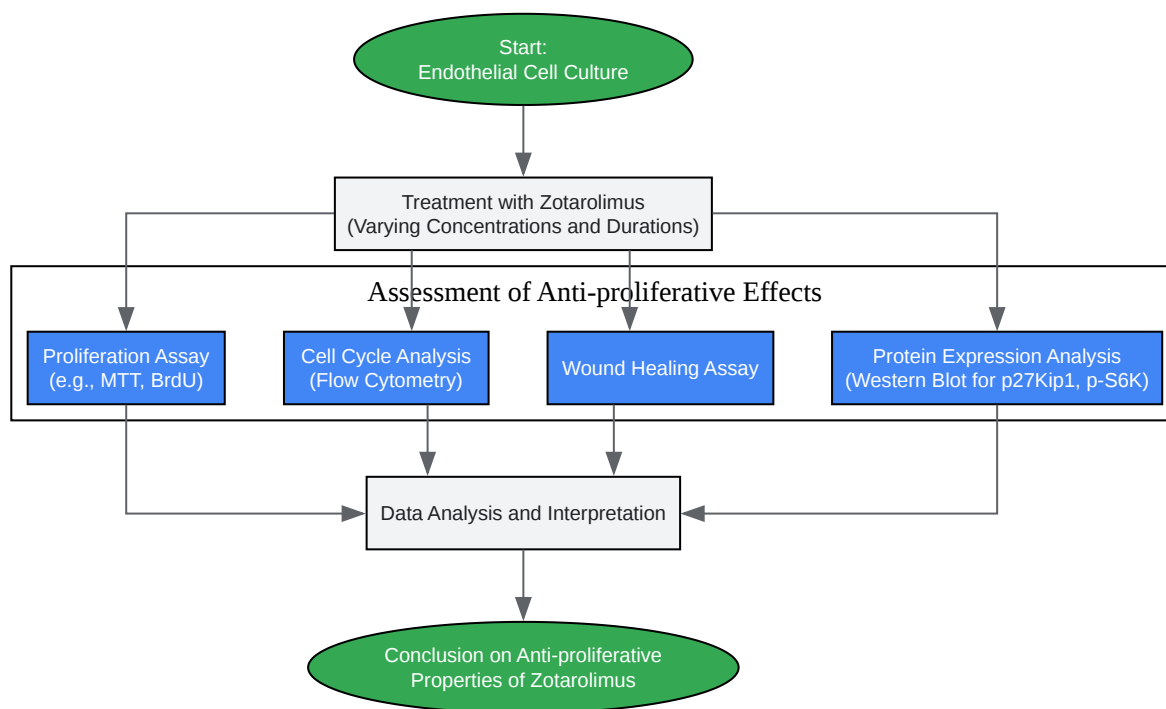 Start:
Endothelial Cell Culture
Treatment with Zotarolimus
(Varying Concentrations and Durations)
Assessment of Anti-proliferative Effects
Proliferation Assay
(e.g., MTT, BrdU)
Cell Cycle Analysis
(Flow Cytometry)
Wound Healing Assay
Protein Expression Analysis
(Western Blot for p27Kip1, p-S6K)
Data Analysis and Interpretation
Conclusion on Anti-proliferative
Properties of Zotarolimus